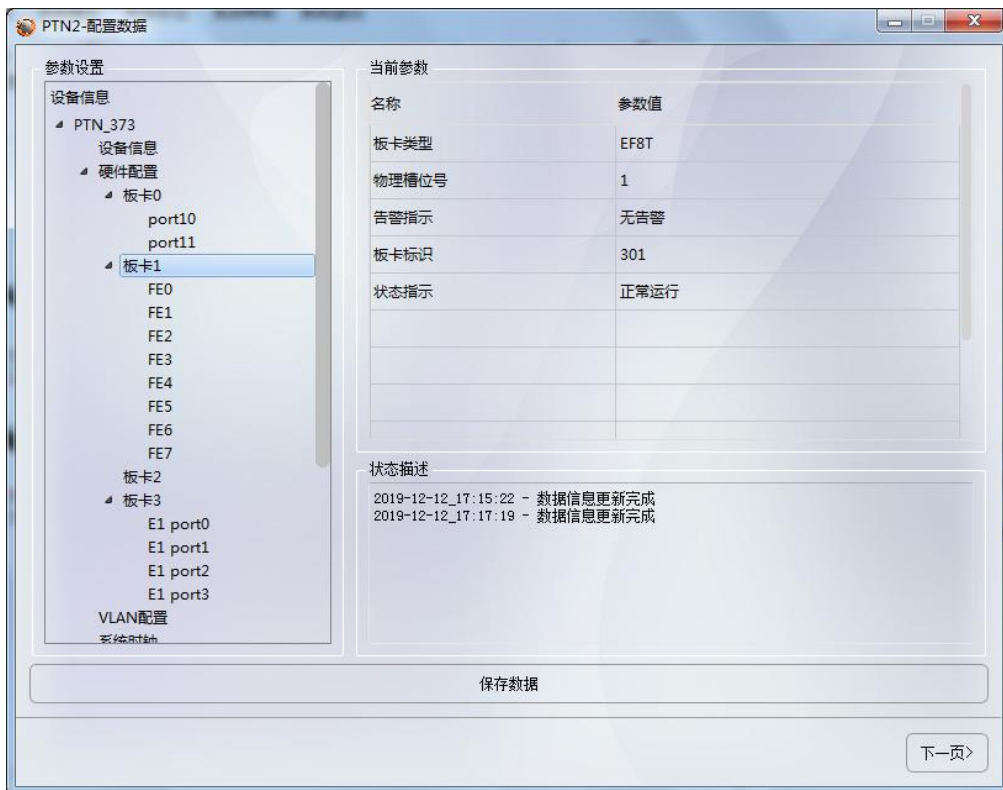 PTN2-配置数据
参数设置
设备信息
PTN_373
设备信息
硬件配置
板卡0
port10
port11
板卡1
FE0
FE1
FE2
FE3
FE4
FE5
FE6
FE7
板卡2
板卡3
E1 port0
E1 port1
E1 port2
E1 port3
VLAN配置
系统时钟
当前参数
名称 参数值
板卡类型 EF8T
物理槽位号 1
告警指示 无告警
板卡标识 301
状态指示 正常运行
状态描述
2019-12-12_17:15:22 - 数据信息更新完成
2019-12-12_17:17:19 - 数据信息更新完成
保存数据
下一页>